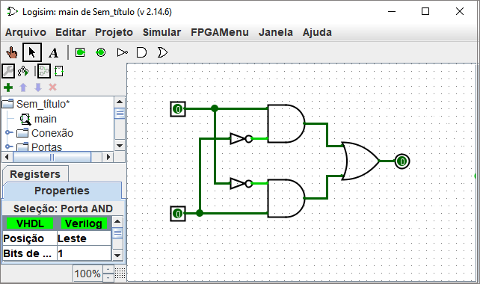 Logisim: main de Sem_título (v 2.14.6)
Arquivo Editar Projeto Simular FPGAMenu Janela Ajuda
A
Sem_título*
main
Conexão
Portas
Registers
Properties
Seleção: Porta AND
VHDL Verilog
Posição Leste
Bits de ... 1
100%
0
0
0